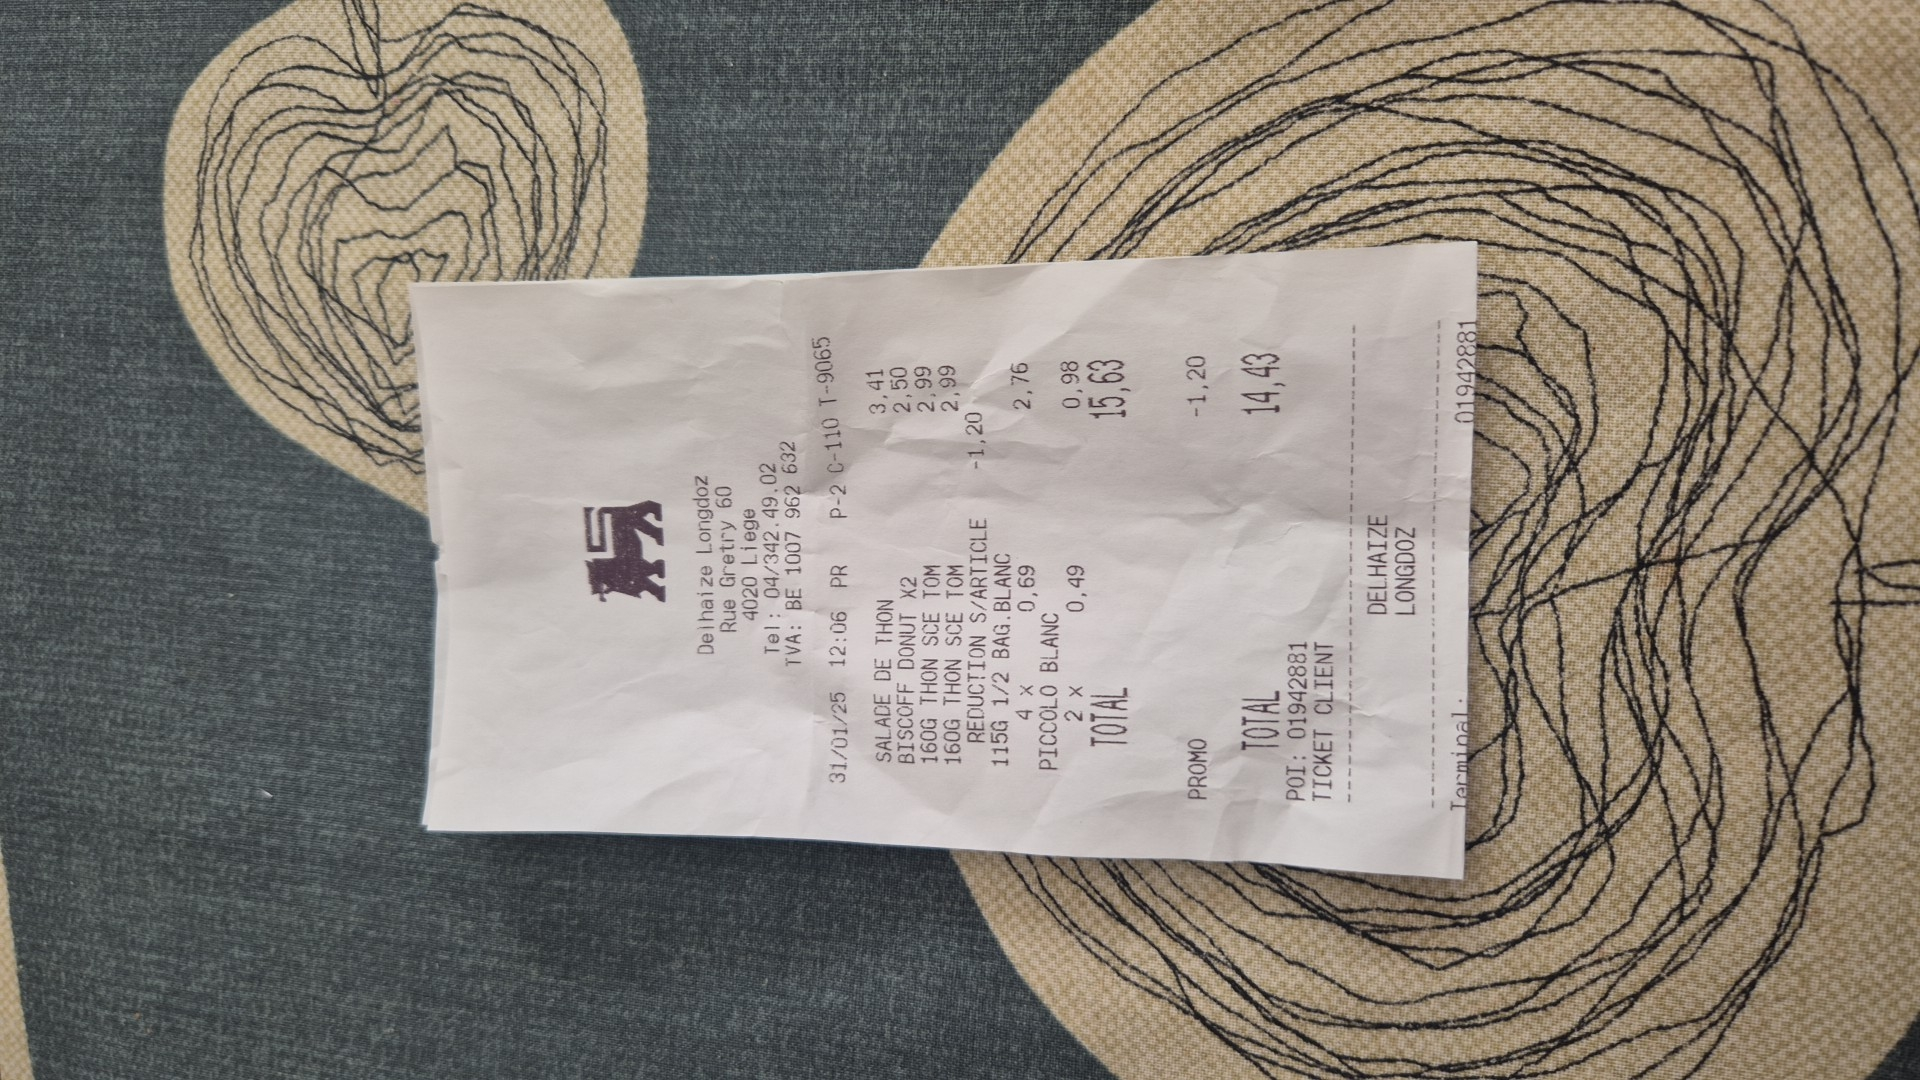 Delhaize Longdoz
Rue Gretry 60
4020 Liege
Tel: 04/342.49.02
TVA: BE 1007 962 632
31/01/25 12:06 PR P-2 C-110 T-9065
SALADE DE THON 3,41
BISCOFF DONUT X2 2,50
160G THON SCE TOM 2,99
160G THON SCE TOM 2,99
REDUCTION S/ARTICLE -1,20
115G 1/2 BAG.BLANC
4 x 0,69 2,76
PICCOLO BLANC
2 x 0,49 0,98
TOTAL 15,63
PROMO -1,20
TOTAL 14,43
POI: 01942881
TICKET CLIENT
DELHAIZE
LONGDOZ
Terminal: 01942881